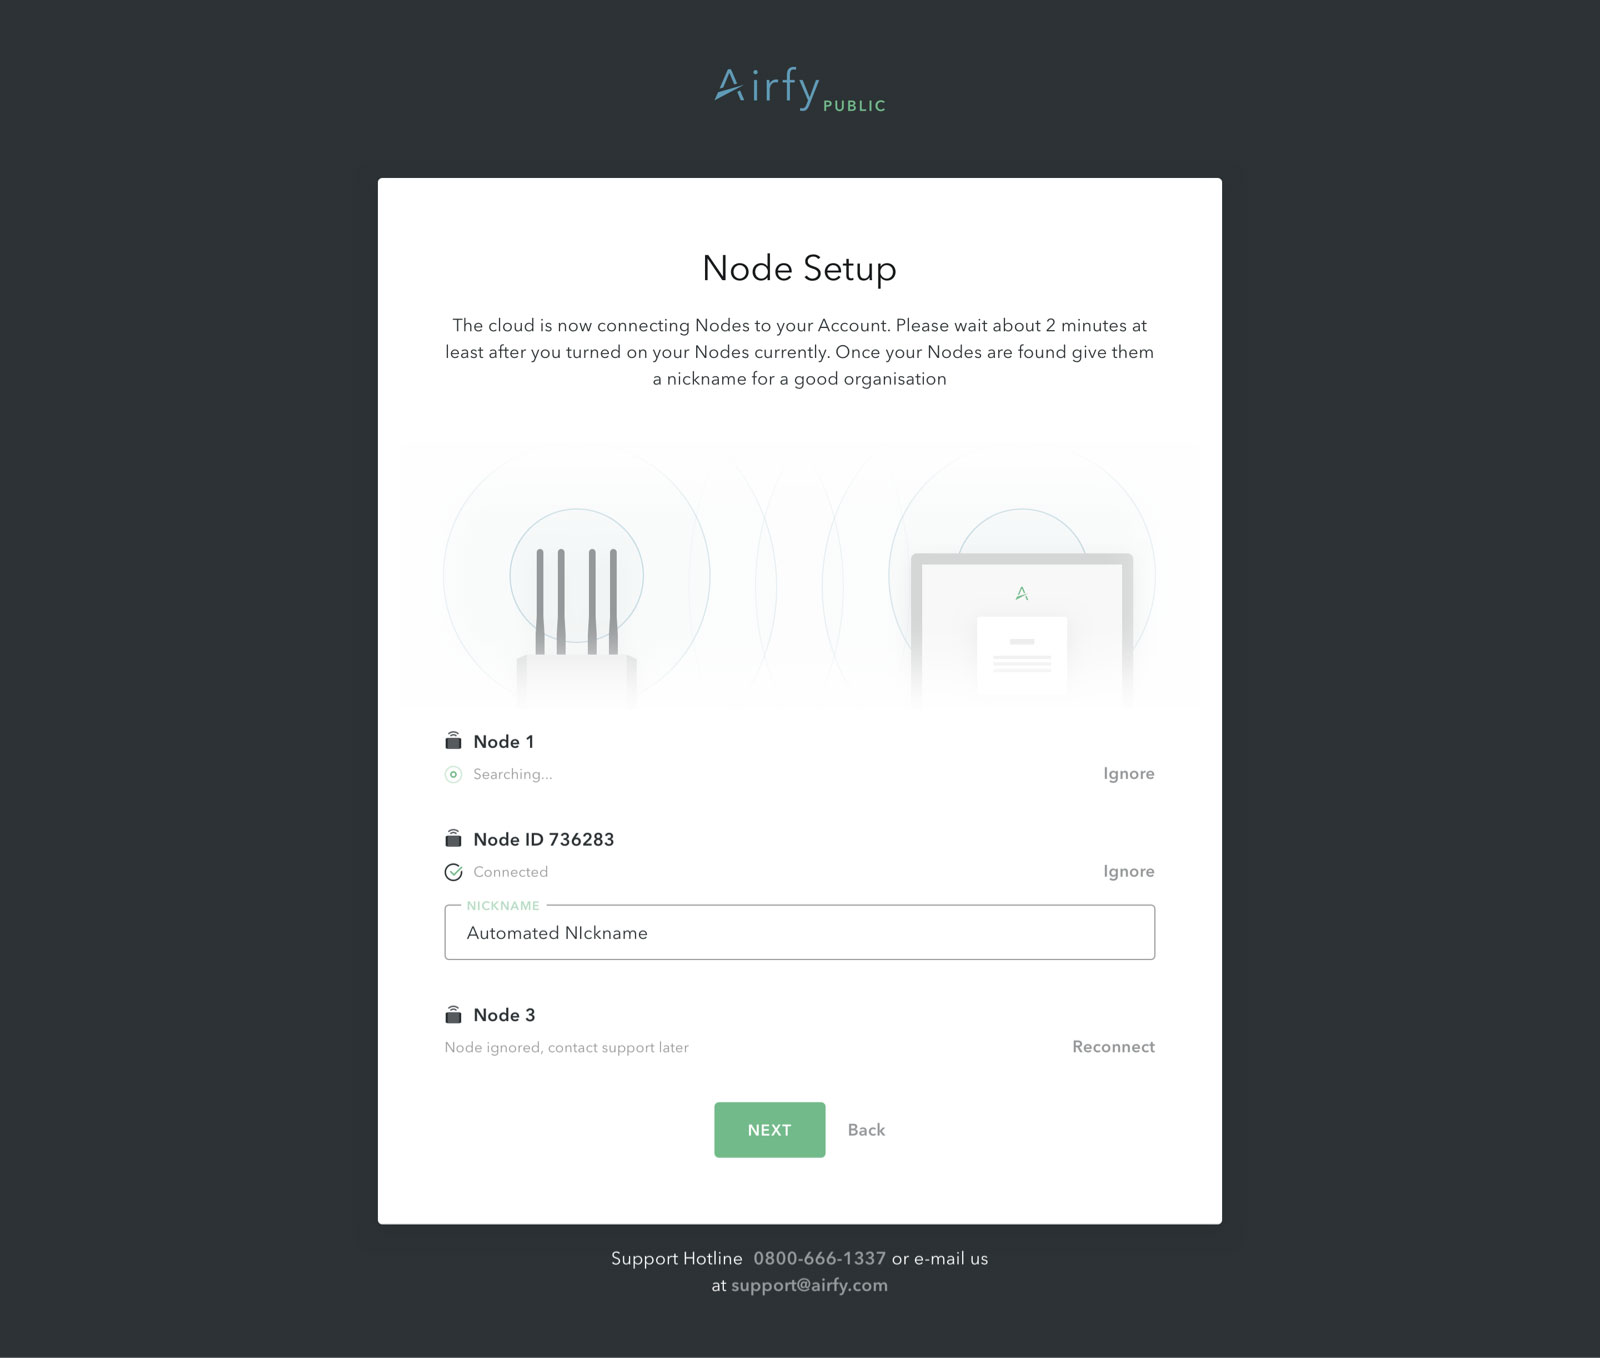 Airfy PUBLIC
Node Setup
The cloud is now connecting Nodes to your Account. Please wait about 2 minutes at
least after you turned on your Nodes currently. Once your Nodes are found give them
a nickname for a good organisation
Node 1
Searching...
Ignore
Node ID 736283
Connected
Ignore
NICKNAME
Automated NIckname
Node 3
Node ignored, contact support later
Reconnect
NEXT
Back
Support Hotline 0800-666-1337 or e-mail us
at support@airfy.com